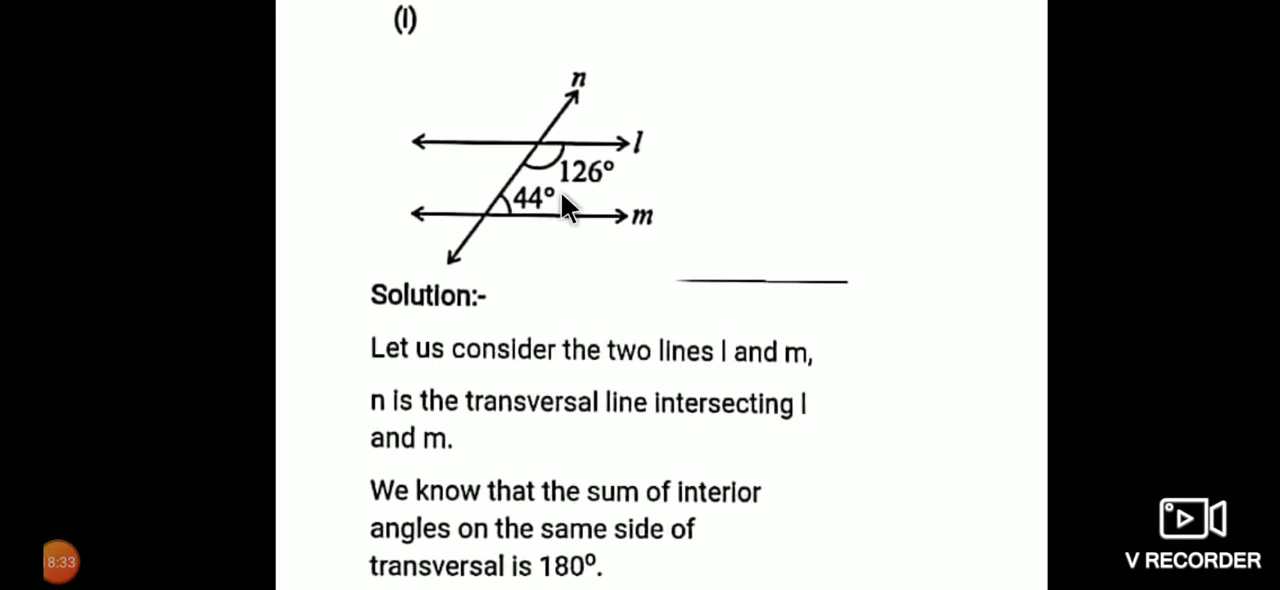 (I)
n
l
126°
44°
m
Solution:-
Let us consider the two lines l and m,
n is the transversal line intersecting l
and m.
We know that the sum of interior
angles on the same side of
transversal is 180⁰.
8:33
V RECORDER